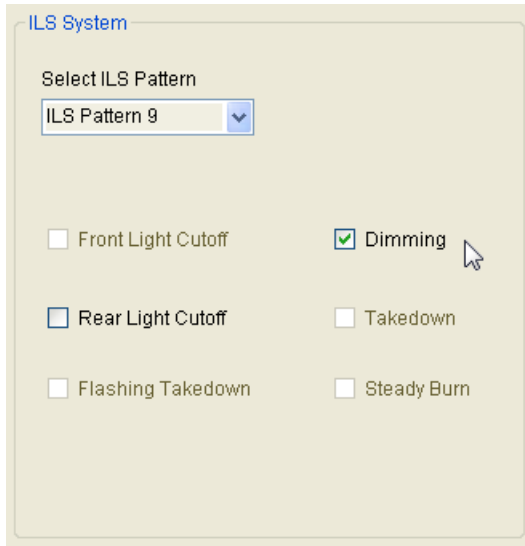 ILS System
Select ILS Pattern
ILS Pattern 9
Front Light Cutoff
Dimming
Rear Light Cutoff
Takedown
Flashing Takedown
Steady Burn